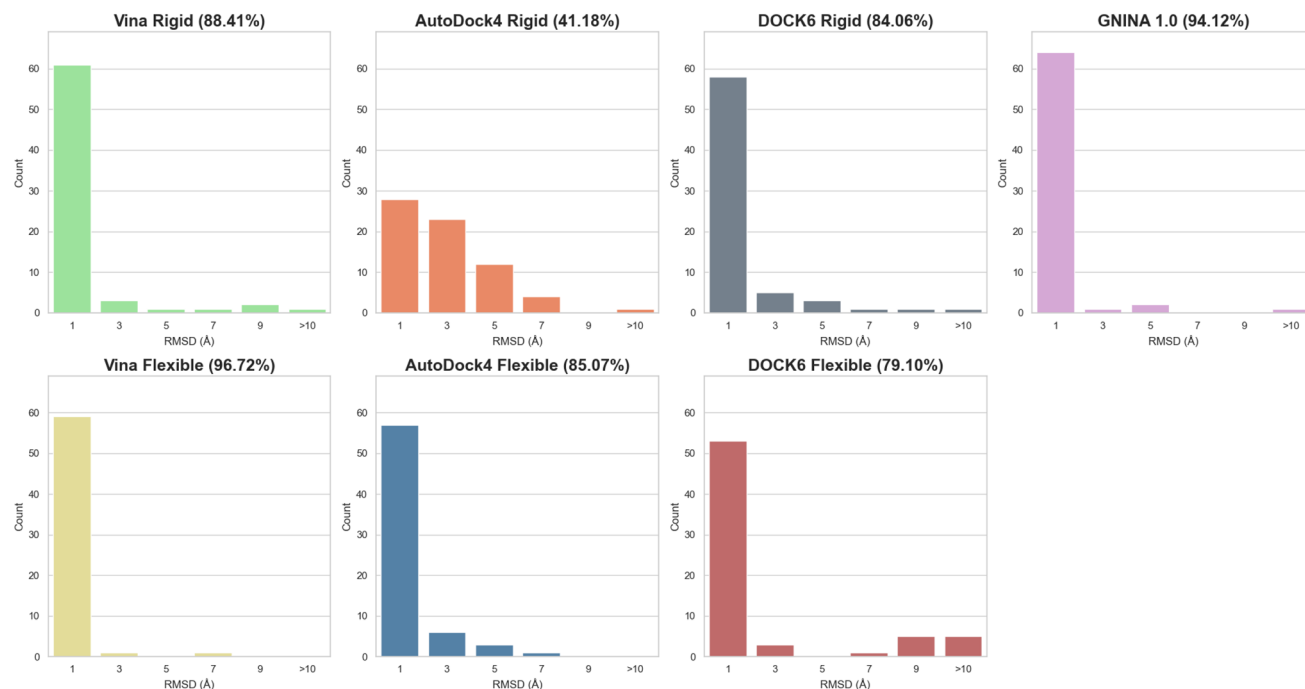 Vina Rigid (88.41%)
60
50
40
30
20
10
0
Count
1 3 5 7 9 >10
RMSD (Å)
AutoDock4 Rigid (41.18%)
60
50
40
30
20
10
0
Count
1 3 5 7 9 >10
RMSD (Å)
DOCK6 Rigid (84.06%)
60
50
40
30
20
10
0
Count
1 3 5 7 9 >10
RMSD (Å)
GNINA 1.0 (94.12%)
60
50
40
30
20
10
0
Count
1 3 5 7 9 >10
RMSD (Å)
Vina Flexible (96.72%)
60
50
40
30
20
10
0
Count
1 3 5 7 9 >10
RMSD (Å)
AutoDock4 Flexible (85.07%)
60
50
40
30
20
10
0
Count
1 3 5 7 9 >10
RMSD (Å)
DOCK6 Flexible (79.10%)
60
50
40
30
20
10
0
Count
1 3 5 7 9 >10
RMSD (Å)